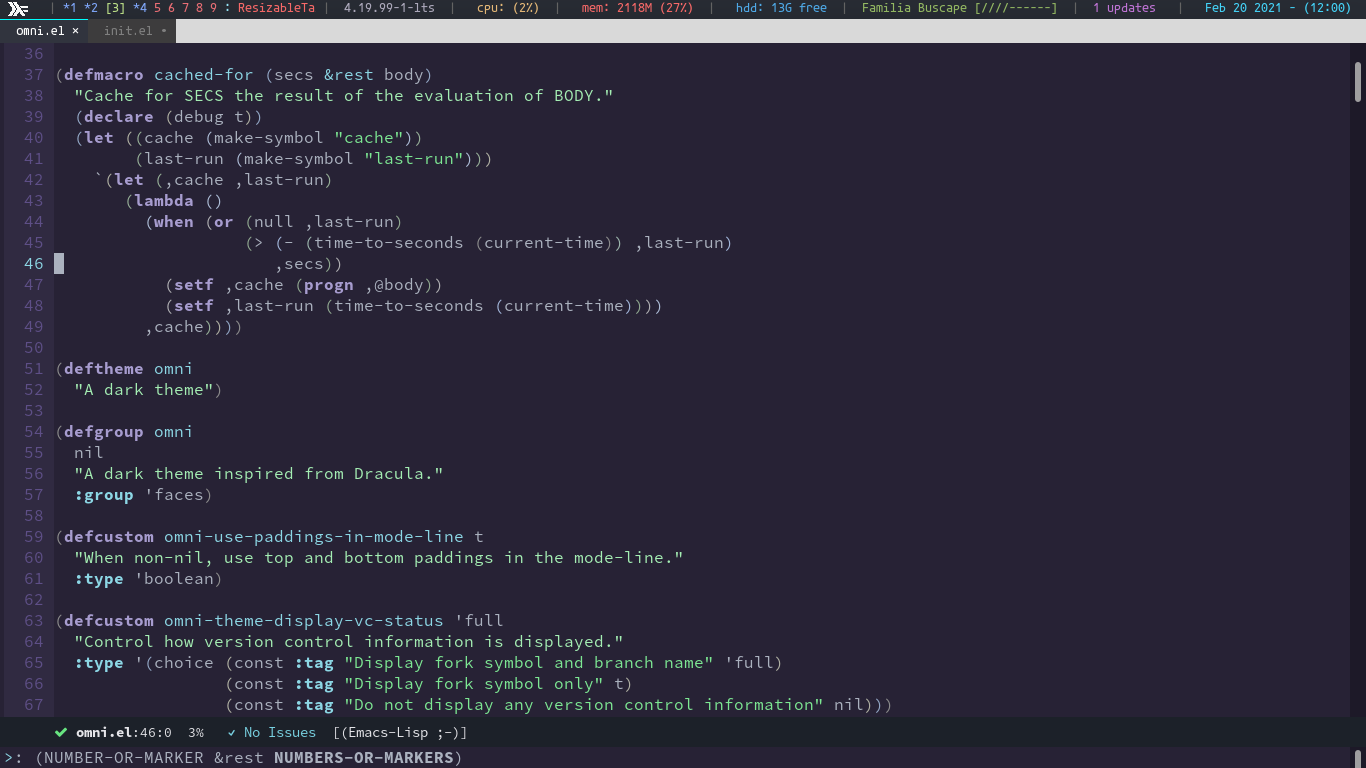 | *1 *2 [3] *4 5 6 7 8 9 : ResizableTa | 4.19.99-1-lts | cpu: (2%) | mem: 2118M (27%) | hdd: 13G free | Familia Buscape [////------] | 1 updates | Feb 20 2021 - (12:00)
omni.el × init.el •
36
37 (defmacro cached-for (secs &rest body)
38   "Cache for SECS the result of the evaluation of BODY."
39   (declare (debug t))
40   (let ((cache (make-symbol "cache"))
41         (last-run (make-symbol "last-run")))
42     `(let (,cache ,last-run)
43        (lambda ()
44          (when (or (null ,last-run)
45                    (> (- (time-to-seconds (current-time)) ,last-run)
46                       ,secs))
47            (setf ,cache (progn ,@body))
48            (setf ,last-run (time-to-seconds (current-time))))
49          ,cache))))
50
51 (deftheme omni
52   "A dark theme")
53
54 (defgroup omni
55   nil
56   "A dark theme inspired from Dracula."
57   :group 'faces)
58
59 (defcustom omni-use-paddings-in-mode-line t
60   "When non-nil, use top and bottom paddings in the mode-line."
61   :type 'boolean)
62
63 (defcustom omni-theme-display-vc-status 'full
64   "Control how version control information is displayed."
65   :type '(choice (const :tag "Display fork symbol and branch name" 'full)
66                  (const :tag "Display fork symbol only" t)
67                  (const :tag "Do not display any version control information" nil)))
✔ omni.el:46:0 3% ✓ No Issues [(Emacs-Lisp ;-)]
>: (NUMBER-OR-MARKER &rest NUMBERS-OR-MARKERS)